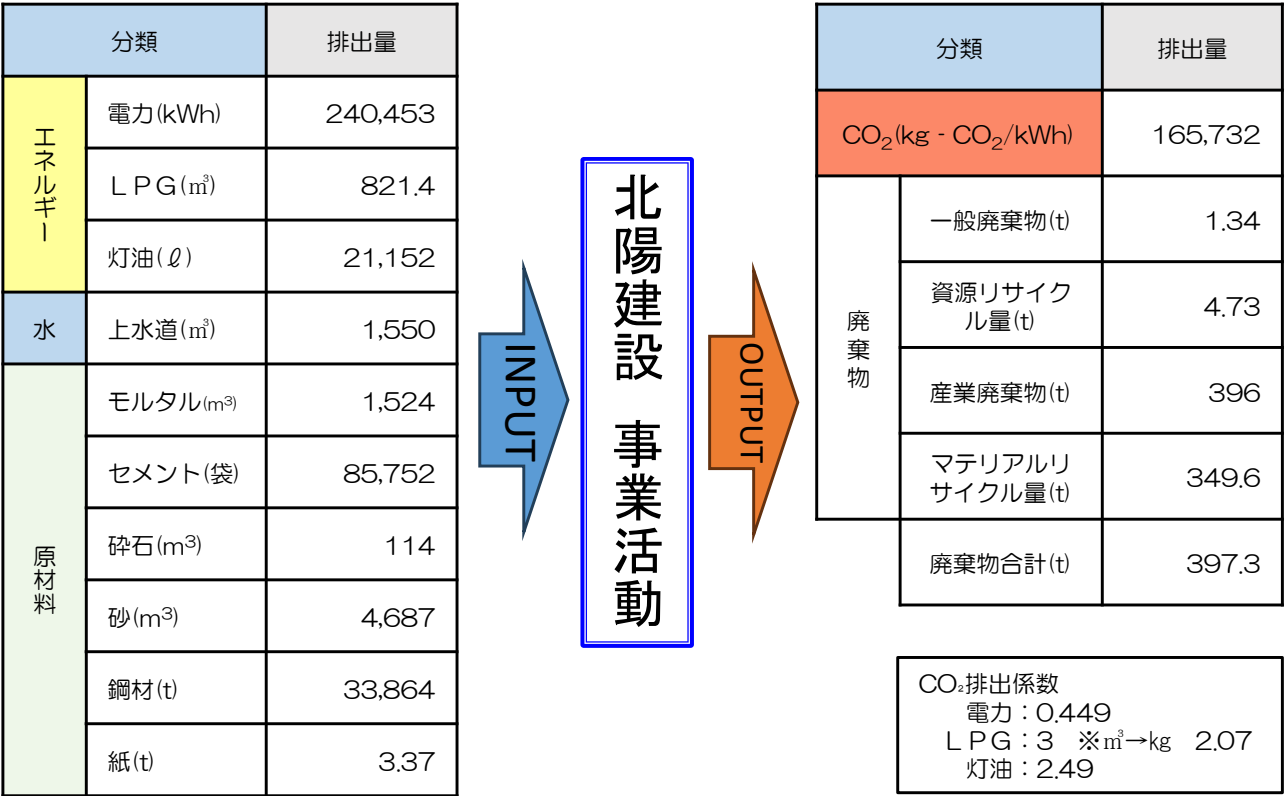 分類 排出量
エネルギー
電力(kWh) 240,453
ＬＰＧ(㎥) 821.4
灯油(ℓ) 21,152
水 上水道(㎥) 1,550
原材料
モルタル(m³) 1,524
セメント(袋) 85,752
砕石(m³) 114
砂(m³) 4,687
鋼材(t) 33,864
紙(t) 3.37
INPUT
北陽建設 事業活動
OUTPUT
分類 排出量
CO₂(kg‐CO₂/kWh) 165,732
廃棄物
一般廃棄物(t) 1.34
資源リサイク
ル量(t) 4.73
産業廃棄物(t) 396
マテリアルリ
サイクル量(t) 349.6
廃棄物合計(t) 397.3
CO₂排出係数
電力：0.449
ＬＰＧ：3 ※㎥→㎏ 2.07
灯油：2.49